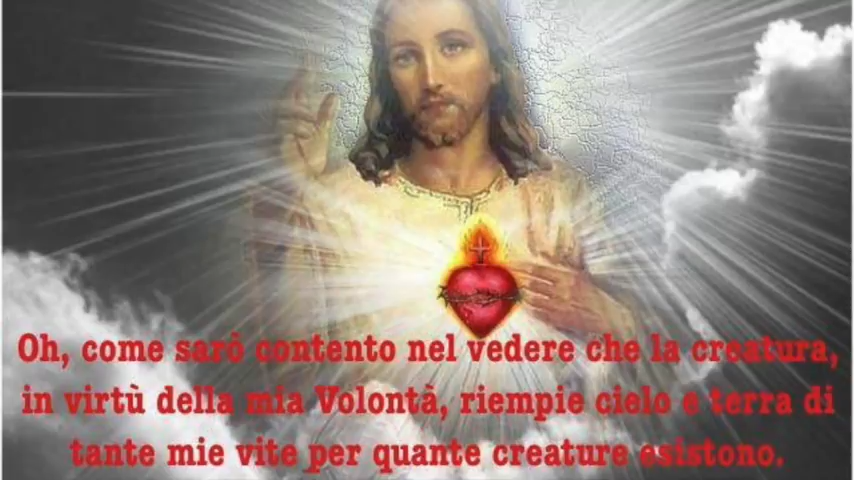 Oh, come sarò contento nel vedere che la creatura,
in virtù della mia Volontà, riempie cielo e terra di
tante mie vite per quante creature esistono.